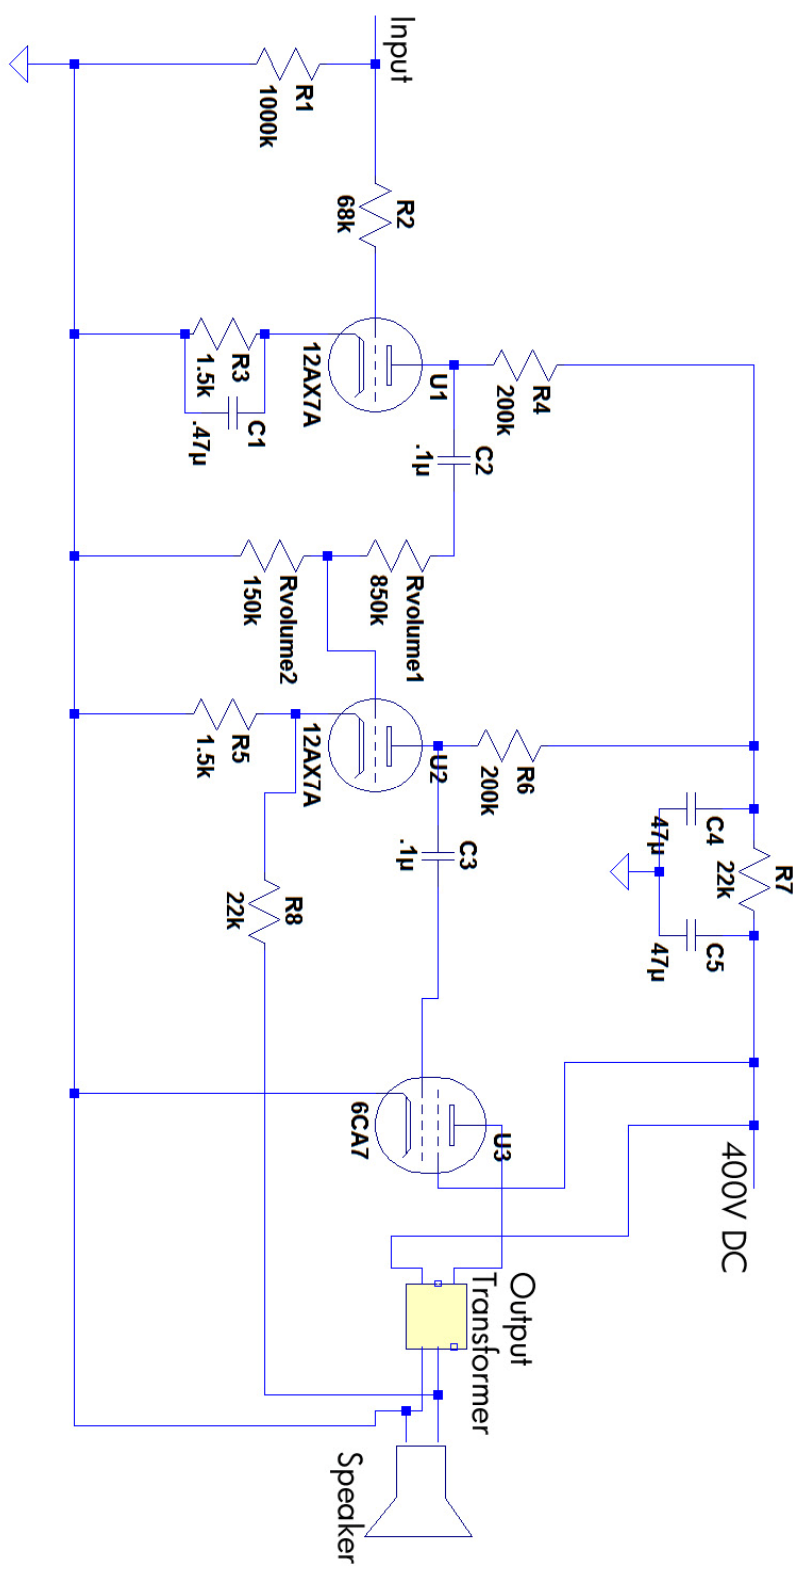 Input
R1
1000k
R2
68k
R3
1.5k
C1
.47µ
12AX7A
U1
R4
200k
C2
.1µ
Rvolume1
850k
Rvolume2
150k
R5
1.5k
12AX7A
U2
R6
200k
C3
.1µ
R8
22k
C4
47µ
R7
22k
C5
47µ
6CA7
U3
400V DC
Output
Transformer
Speaker